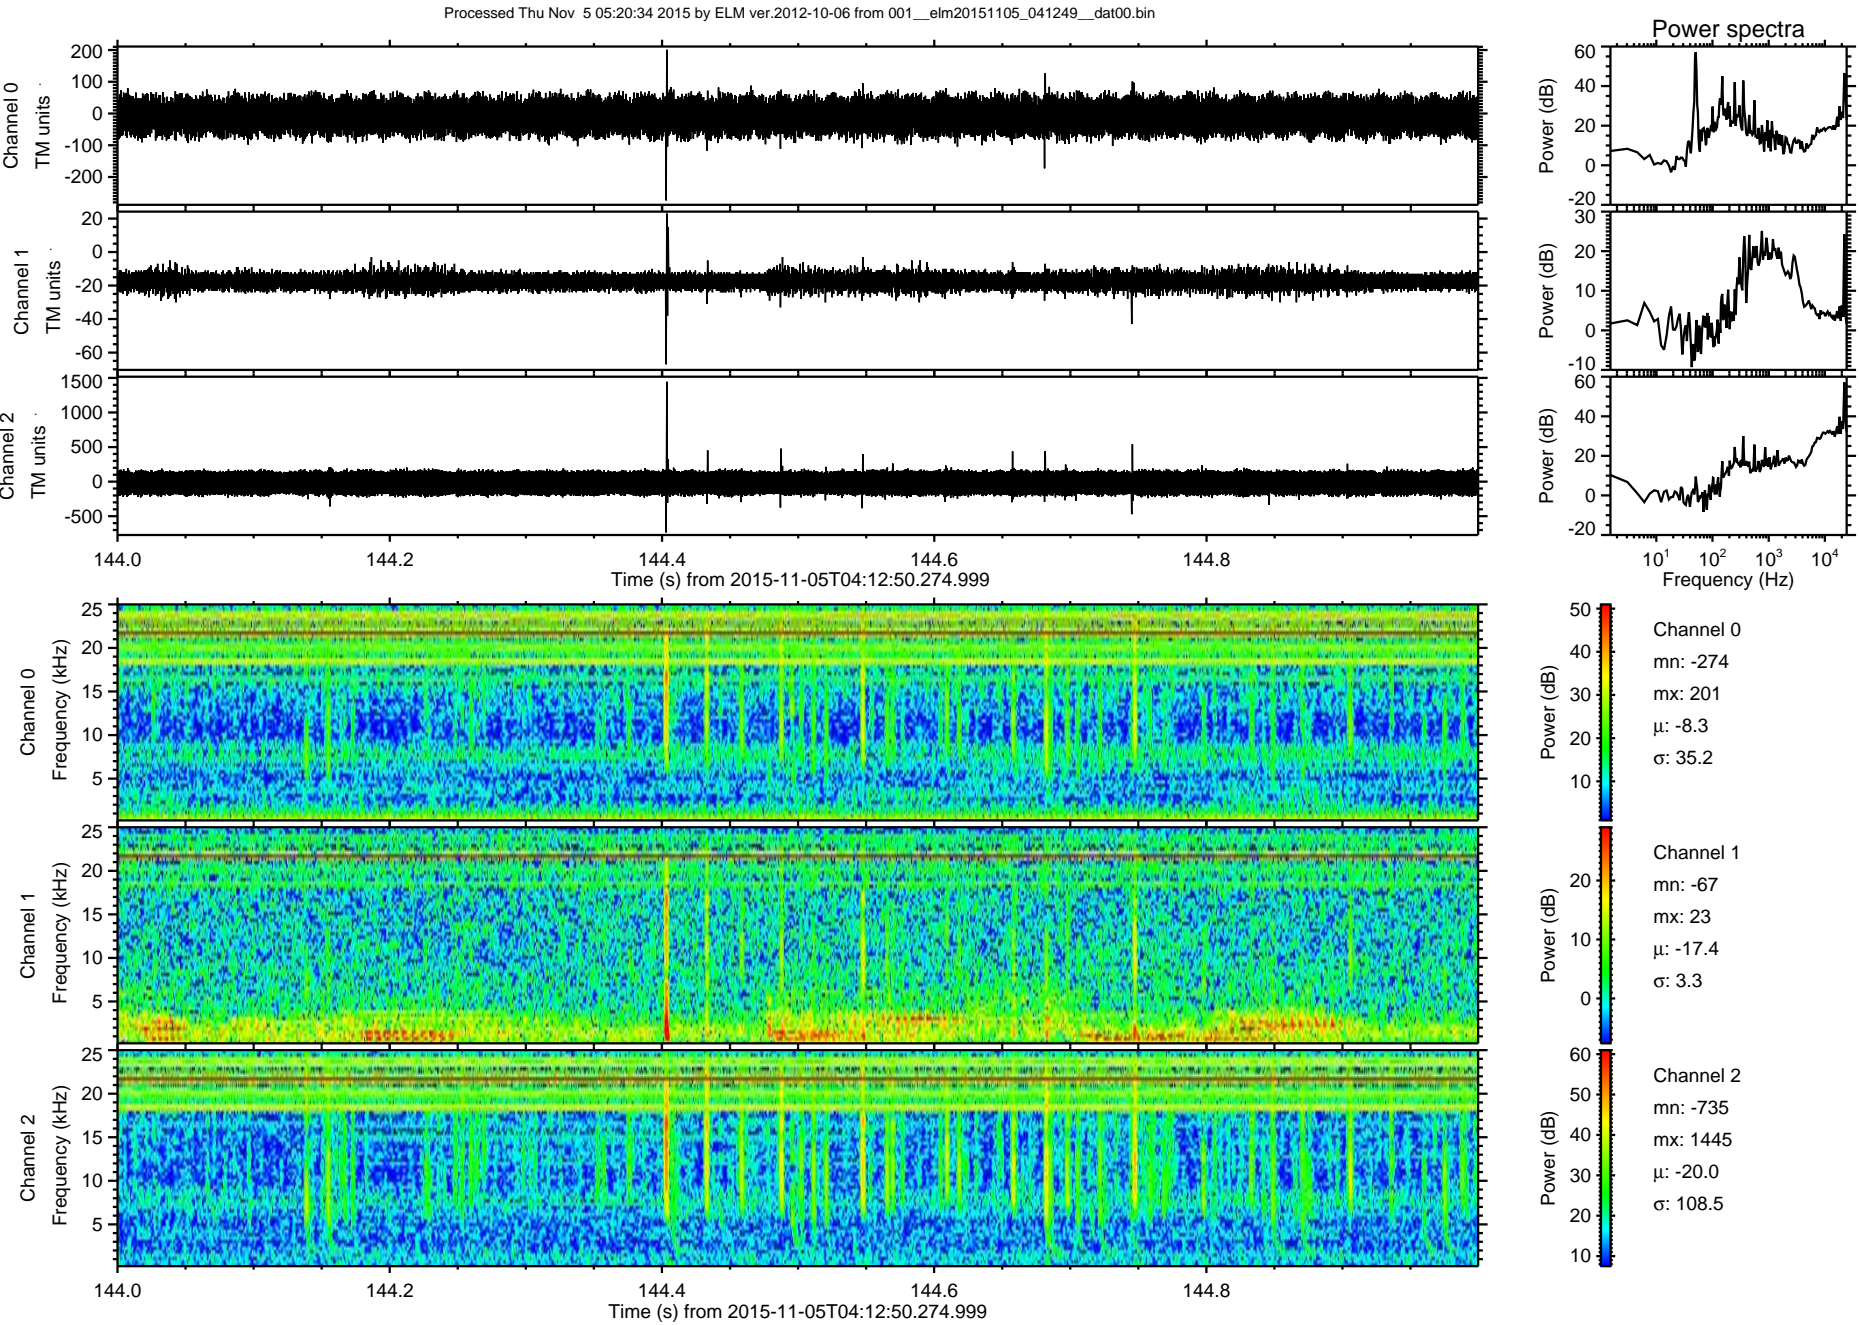 Processed Thu Nov  5 05:20:34 2015 by ELM ver.2012-10-06 from 001__elm20151105_041249__dat00.bin
Power spectra
Channel 0
TM units
200
100
0
-100
-200
Power (dB)
60
40
20
0
-20
Channel 1
TM units
20
0
-20
-40
-60
Power (dB)
30
20
10
0
-10
Channel 2
TM units
1500
1000
500
0
-500
Power (dB)
60
40
20
0
-20
144.0 144.2 144.4 144.6 144.8
Time (s) from 2015-11-05T04:12:50.274.999
10^1 10^2 10^3 10^4
Frequency (Hz)
Channel 0
Frequency (kHz)
25
20
15
10
5
Power (dB)
50
40
30
20
10
Channel 0
mn: -274
mx: 201
μ: -8.3
σ: 35.2
Channel 1
Frequency (kHz)
25
20
15
10
5
Power (dB)
20
10
0
Channel 1
mn: -67
mx: 23
μ: -17.4
σ: 3.3
Channel 2
Frequency (kHz)
25
20
15
10
5
Power (dB)
60
50
40
30
20
10
Channel 2
mn: -735
mx: 1445
μ: -20.0
σ: 108.5
144.0 144.2 144.4 144.6 144.8
Time (s) from 2015-11-05T04:12:50.274.999